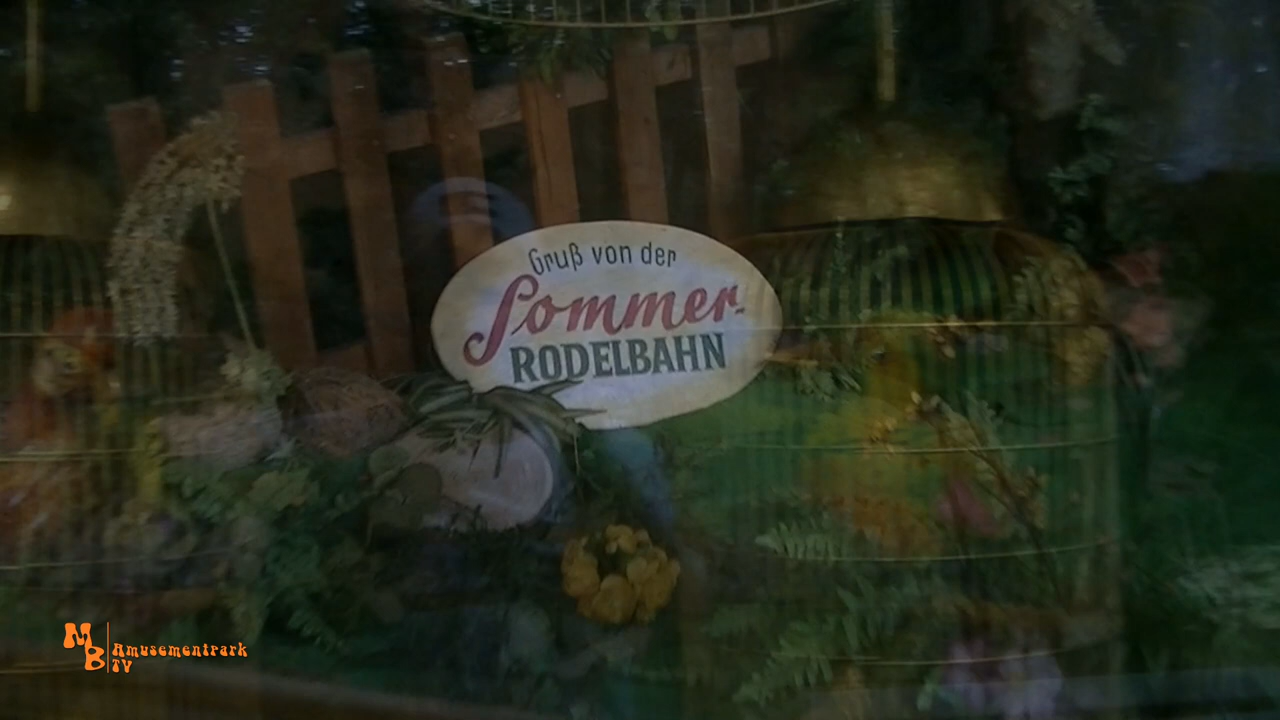 Gruß von der
Sommer-
RODELBAHN
MB Amusementpark
TV